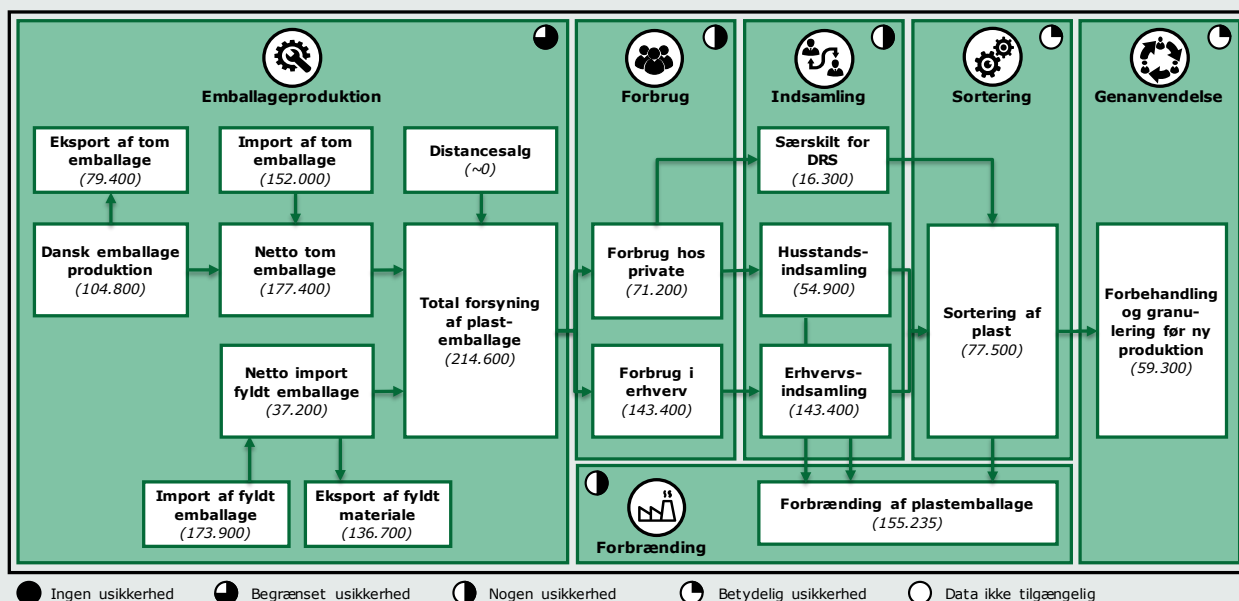 Emballageproduktion
Forbrug
Indsamling
Sortering
Genanvendelse
Eksport af tom
emballage
(79.400)
Import af tom
emballage
(152.000)
Distancesalg
(~0)
Særskilt for
DRS
(16.300)
Dansk emballage
produktion
(104.800)
Netto tom
emballage
(177.400)
Total forsyning
af plast-
emballage
(214.600)
Forbrug hos
private
(71.200)
Husstands-
indsamling
(54.900)
Sortering af
plast
(77.500)
Forbehandling
og granu-
lering før ny
produktion
(59.300)
Netto import
fyldt emballage
(37.200)
Forbrug i
erhverv
(143.400)
Erhvervs-
indsamling
(143.400)
Import af fyldt
emballage
(173.900)
Eksport af fyldt
materiale
(136.700)
Forbrænding
Forbrænding af plastemballage
(155.235)
Ingen usikkerhed
Begrænset usikkerhed
Nogen usikkerhed
Betydelig usikkerhed
Data ikke tilgængelig